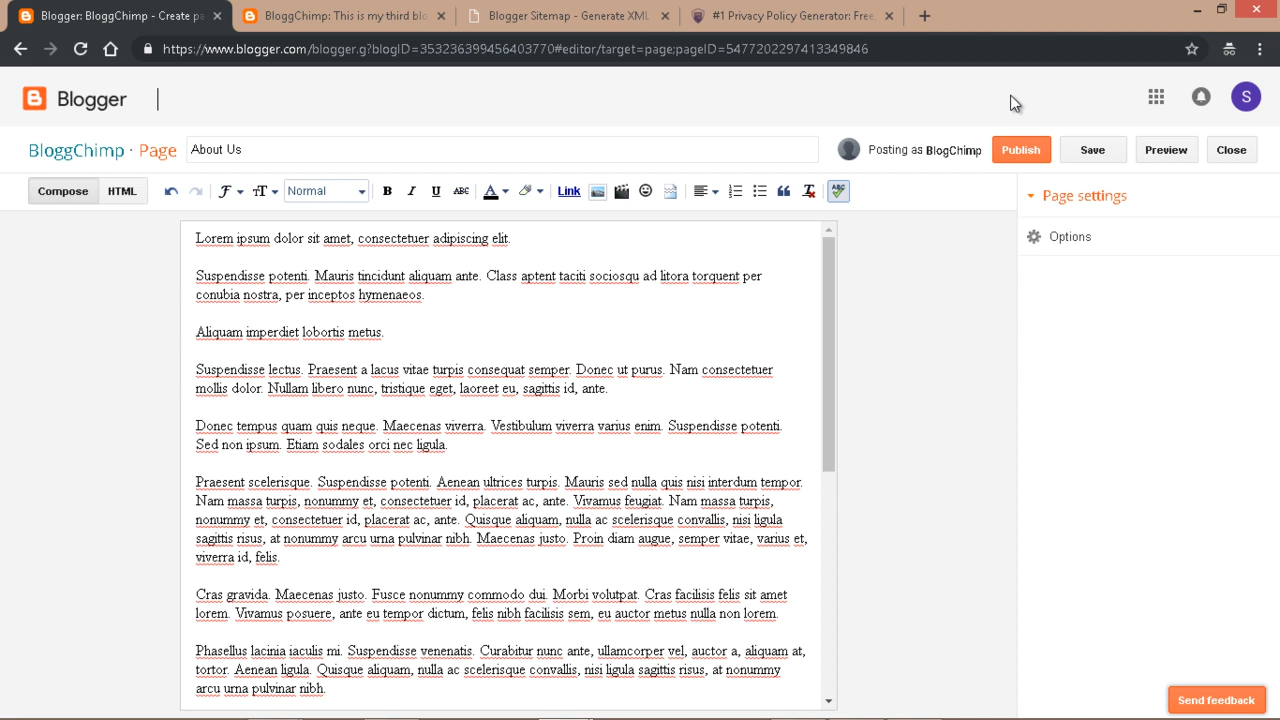 Blogger: BloggChimp - Create pa
BloggChimp: This is my third blo
Blogger Sitemap - Generate XML
#1 Privacy Policy Generator: Free,
https://www.blogger.com/blogger.g?blogID=353236399456403770#editor/target=page;pageID=5477202297413349846
Blogger
S
BloggChimp · Page
About Us
Posting as BlogChimp
Publish
Save
Preview
Close
Compose
HTML
Normal
B I U ABC A Link
ABC
Page settings
Options
Lorem ipsum dolor sit amet, consectetuer adipiscing elit.
Suspendisse potenti. Mauris tincidunt aliquam ante. Class aptent taciti sociosqu ad litora torquent per
conubia nostra, per inceptos hymenaeos.
Aliquam imperdiet lobortis metus.
Suspendisse lectus. Praesent a lacus vitae turpis consequat semper. Donec ut purus. Nam consectetuer
mollis dolor. Nullam libero nunc, tristique eget, laoreet eu, sagittis id, ante.
Donec tempus quam quis neque. Maecenas viverra. Vestibulum viverra varius enim. Suspendisse potenti.
Sed non ipsum. Etiam sodales orci nec ligula.
Praesent scelerisque. Suspendisse potenti. Aenean ultrices turpis. Mauris sed nulla quis nisi interdum tempor.
Nam massa turpis, nonummy et, consectetuer id, placerat ac, ante. Vivamus feugiat. Nam massa turpis,
nonummy et, consectetuer id, placerat ac, ante. Quisque aliquam, nulla ac scelerisque convallis, nisi ligula
sagittis risus, at nonummy arcu urna pulvinar nibh. Maecenas justo. Proin diam augue, semper vitae, varius et,
viverra id, felis.
Cras gravida. Maecenas justo. Fusce nonummy commodo dui. Morbi volutpat. Cras facilisis felis sit amet
lorem. Vivamus posuere, ante eu tempor dictum, felis nibh facilisis sem, eu auctor metus nulla non lorem.
Phasellus lacinia iaculis mi. Suspendisse venenatis. Curabitur nunc ante, ullamcorper vel, auctor a, aliquam at,
tortor. Aenean ligula. Quisque aliquam, nulla ac scelerisque convallis, nisi ligula sagittis risus, at nonummy
arcu urna pulvinar nibh.
Send feedback